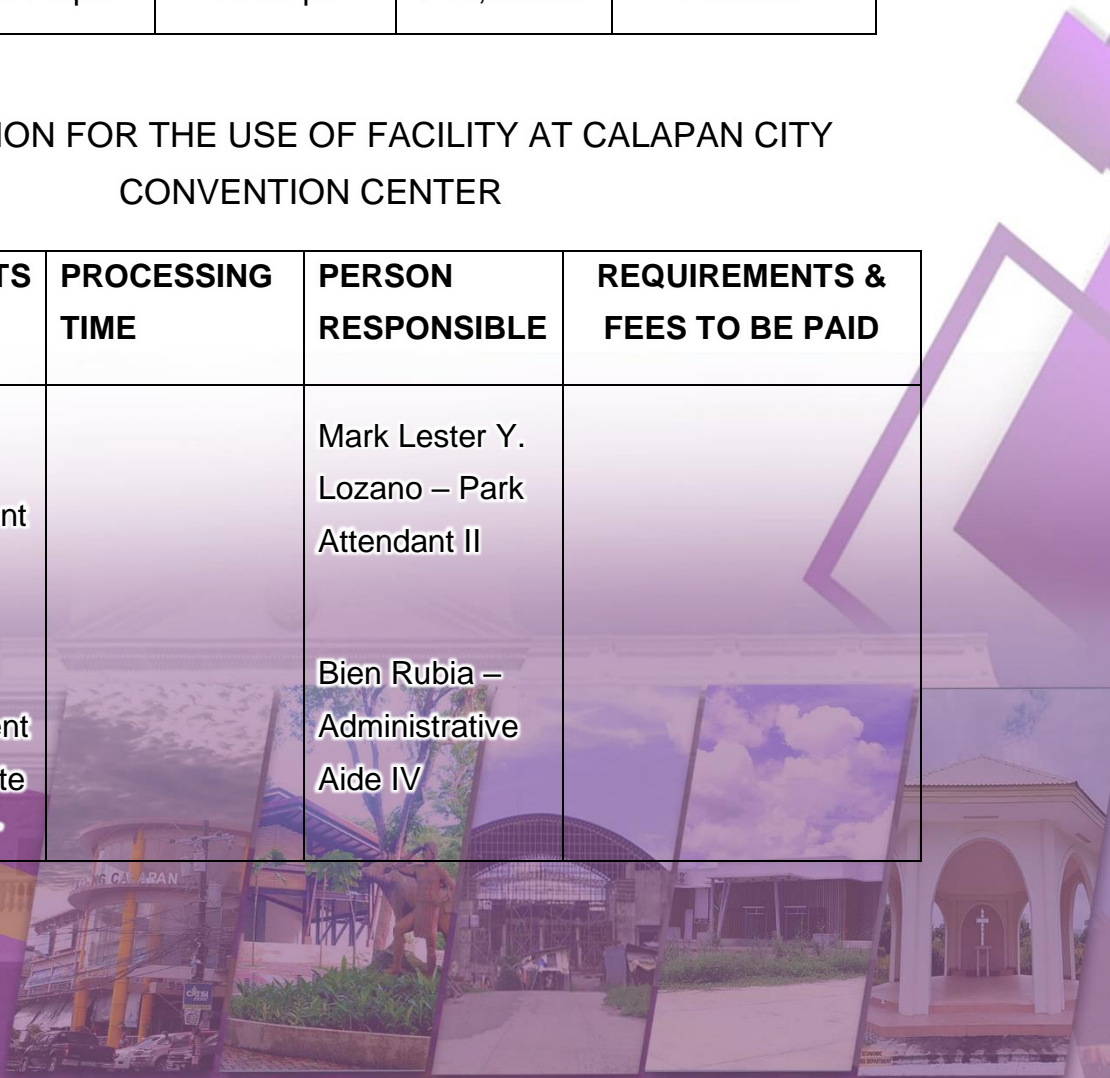 ION FOR THE USE OF FACILITY AT CALAPAN CITY
CONVENTION CENTER
TS
PROCESSING
TIME
PERSON
RESPONSIBLE
REQUIREMENTS &
FEES TO BE PAID
nt
ent
te
Mark Lester Y.
Lozano – Park
Attendant II
Bien Rubia –
Administrative
Aide IV